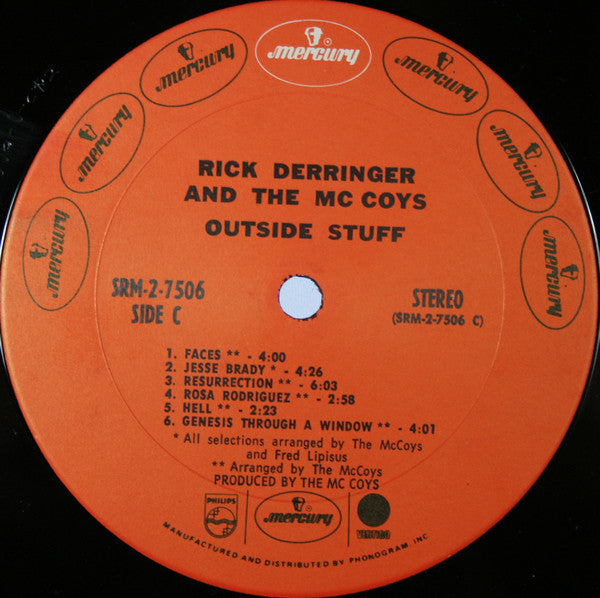 mercury
mercury
mercury
mercury
mercury
mercury
mercury
RICK DERRINGER
AND THE MC COYS
OUTSIDE STUFF
SRM-2-7506
SIDE C
STEREO
(SRM-2-7506 C)
1. FACES ** - 4:00
2. JESSE BRADY * - 4:26
3. RESURRECTION ** - 6:03
4. ROSA RODRIGUEZ ** - 2:58
5. HELL ** - 2:23
6. GENESIS THROUGH A WINDOW ** - 4:01
* All selections arranged by The McCoys
and Fred Lipisus
** Arranged by The McCoys
PRODUCED BY THE MC COYS
PHILIPS
mercury
VERTIGO
MANUFACTURED AND DISTRIBUTED BY PHONOGRAM, INC